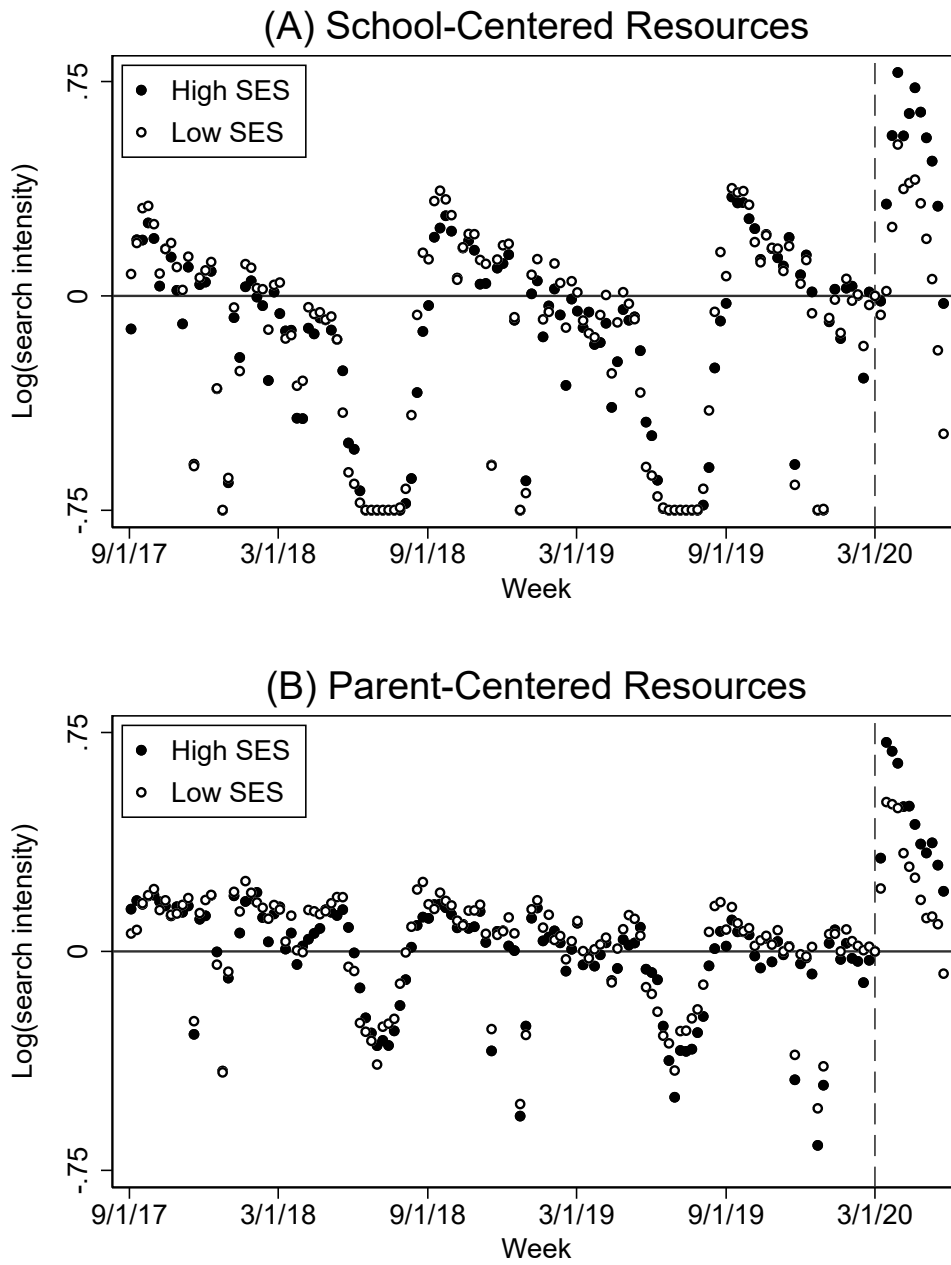 (A) School-Centered Resources
High SES
Low SES
Log(search intensity)
.75
0
-.75
9/1/17 3/1/18 9/1/18 3/1/19 9/1/19 3/1/20
Week
(B) Parent-Centered Resources
High SES
Low SES
Log(search intensity)
.75
0
-.75
9/1/17 3/1/18 9/1/18 3/1/19 9/1/19 3/1/20
Week